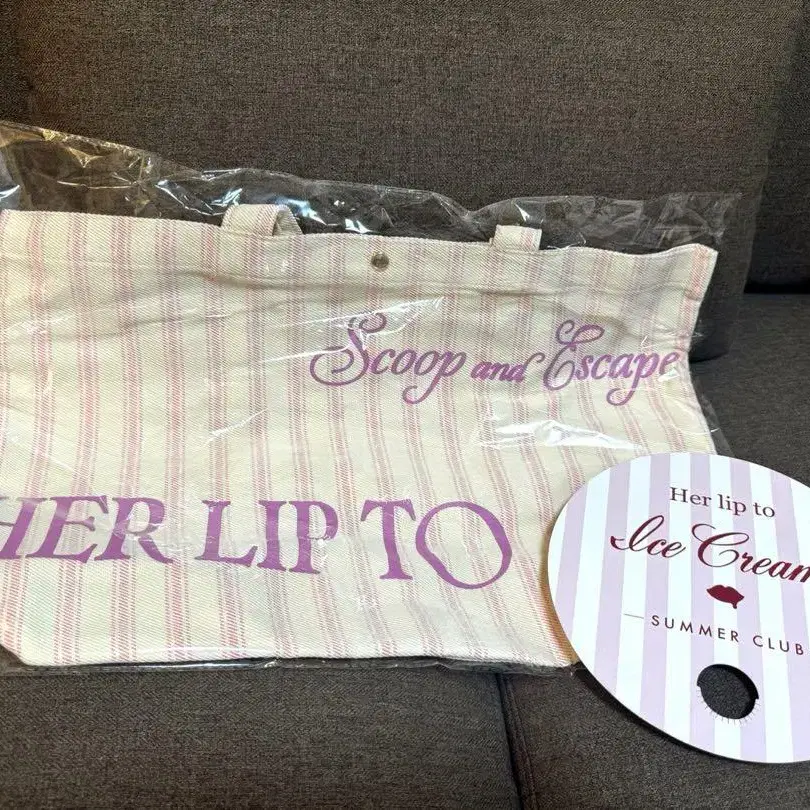 Scoop and Escape
HER LIP TO
Her lip to
Ice Cream
SUMMER CLUB